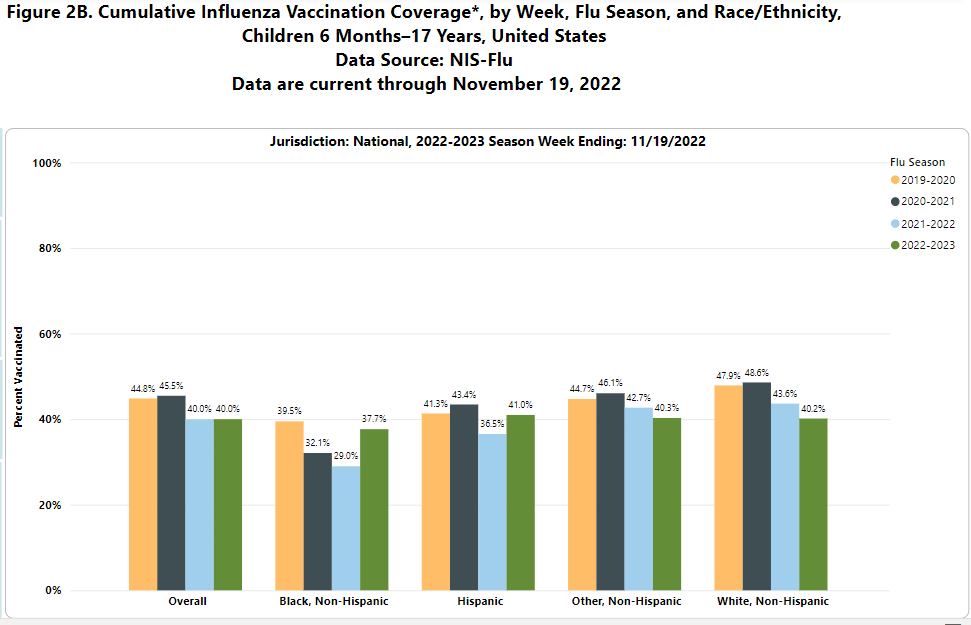 Figure 2B. Cumulative Influenza Vaccination Coverage*, by Week, Flu Season, and Race/Ethnicity,
Children 6 Months–17 Years, United States
Data Source: NIS-Flu
Data are current through November 19, 2022
Jurisdiction: National, 2022-2023 Season Week Ending: 11/19/2022
Flu Season
2019-2020
2020-2021
2021-2022
2022-2023
Percent Vaccinated
100%
80%
60%
40%
20%
0%
44.8% 45.5% 40.0% 40.0%
39.5% 32.1% 29.0% 37.7%
41.3% 43.4% 36.5% 41.0%
44.7% 46.1% 42.7% 40.3%
47.9% 48.6% 43.6% 40.2%
Overall
Black, Non-Hispanic
Hispanic
Other, Non-Hispanic
White, Non-Hispanic